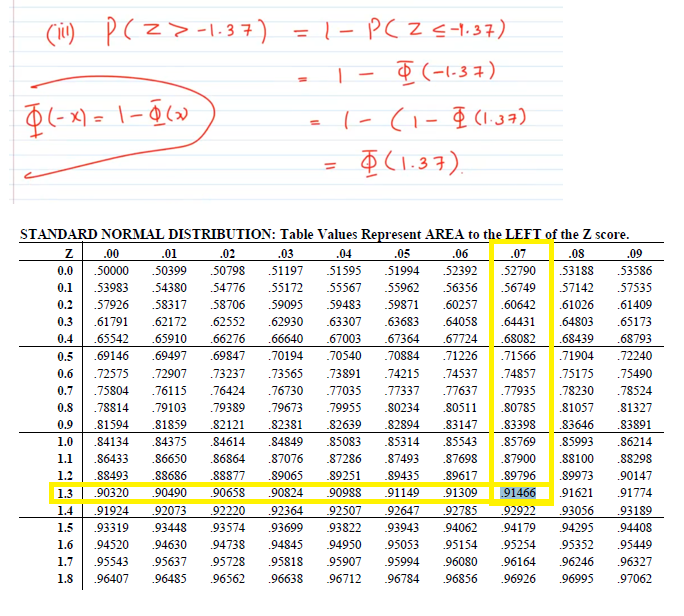 (iii) P(Z > -1.37) = 1 - P(Z ≤ -1.37)
= 1 - Φ(-1.37)
Φ(-x) = 1 - Φ(x)
= 1 - (1 - Φ(1.37)
= Φ(1.37).
STANDARD NORMAL DISTRIBUTION: Table Values Represent AREA to the LEFT of the Z score.
Z .00 .01 .02 .03 .04 .05 .06 .07 .08 .09
0.0 .50000 .50399 .50798 .51197 .51595 .51994 .52392 .52790 .53188 .53586
0.1 .53983 .54380 .54776 .55172 .55567 .55962 .56356 .56749 .57142 .57535
0.2 .57926 .58317 .58706 .59095 .59483 .59871 .60257 .60642 .61026 .61409
0.3 .61791 .62172 .62552 .62930 .63307 .63683 .64058 .64431 .64803 .65173
0.4 .65542 .65910 .66276 .66640 .67003 .67364 .67724 .68082 .68439 .68793
0.5 .69146 .69497 .69847 .70194 .70540 .70884 .71226 .71566 .71904 .72240
0.6 .72575 .72907 .73237 .73565 .73891 .74215 .74537 .74857 .75175 .75490
0.7 .75804 .76115 .76424 .76730 .77035 .77337 .77637 .77935 .78230 .78524
0.8 .78814 .79103 .79389 .79673 .79955 .80234 .80511 .80785 .81057 .81327
0.9 .81594 .81859 .82121 .82381 .82639 .82894 .83147 .83398 .83646 .83891
1.0 .84134 .84375 .84614 .84849 .85083 .85314 .85543 .85769 .85993 .86214
1.1 .86433 .86650 .86864 .87076 .87286 .87493 .87698 .87900 .88100 .88298
1.2 .88493 .88686 .88877 .89065 .89251 .89435 .89617 .89796 .89973 .90147
1.3 .90320 .90490 .90658 .90824 .90988 .91149 .91309 .91466 .91621 .91774
1.4 .91924 .92073 .92220 .92364 .92507 .92647 .92785 .92922 .93056 .93189
1.5 .93319 .93448 .93574 .93699 .93822 .93943 .94062 .94179 .94295 .94408
1.6 .94520 .94630 .94738 .94845 .94950 .95053 .95154 .95254 .95352 .95449
1.7 .95543 .95637 .95728 .95818 .95907 .95994 .96080 .96164 .96246 .96327
1.8 .96407 .96485 .96562 .96638 .96712 .96784 .96856 .96926 .96995 .97062